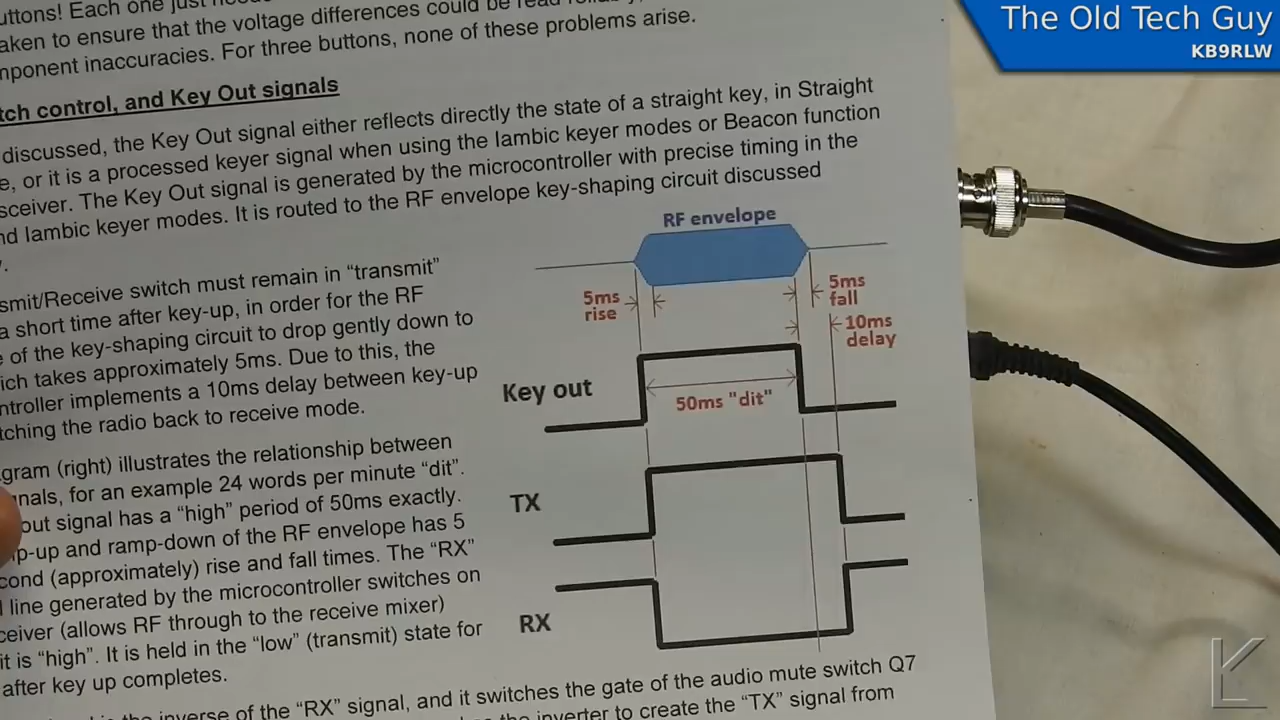 The Old Tech Guy
KB9RLW
uttons! Each one just
aken to ensure that the voltage differences could be read
mponent inaccuracies. For three buttons, none of these problems arise.
tch control, and Key Out signals
discussed, the Key Out signal either reflects directly the state of a straight key, in Straight
e, or it is a processed keyer signal when using the Iambic keyer modes or Beacon function
sceiver. The Key Out signal is generated by the microcontroller with precise timing in the
nd Iambic keyer modes. It is routed to the RF envelope key-shaping circuit discussed
y.
smit/Receive switch must remain in “transmit”
a short time after key-up, in order for the RF
e of the key-shaping circuit to drop gently down to
ich takes approximately 5ms. Due to this, the
ntroller implements a 10ms delay between key-up
tching the radio back to receive mode.
gram (right) illustrates the relationship between
nals, for an example 24 words per minute “dit”.
out signal has a “high” period of 50ms exactly.
p-up and ramp-down of the RF envelope has 5
cond (approximately) rise and fall times. The “RX”
l line generated by the microcontroller switches on
ceiver (allows RF through to the receive mixer)
it is “high”. It is held in the “low” (transmit) state for
after key up completes.
RF envelope
5ms
rise
5ms
fall
10ms
delay
Key out
50ms "dit"
TX
RX
the inverse of the “RX” signal, and it switches the gate of the audio mute switch Q7
the inverter to create the “TX” signal from